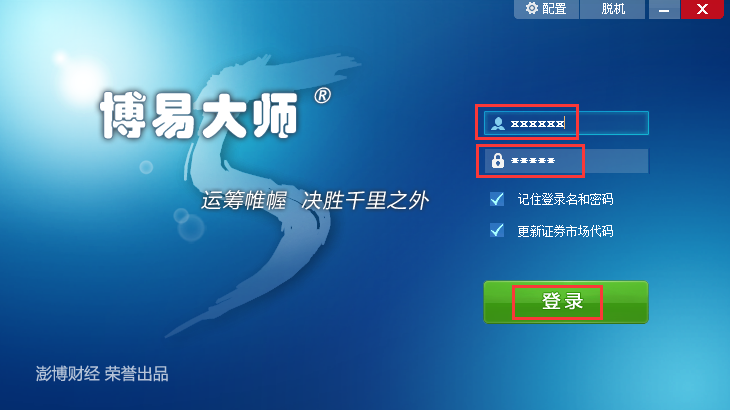 配置 脱机
博易大师®
xxxxxx
*****
运筹帷幄 决胜千里之外
记住登录名和密码
更新证券市场代码
登录
澎博财经 荣誉出品